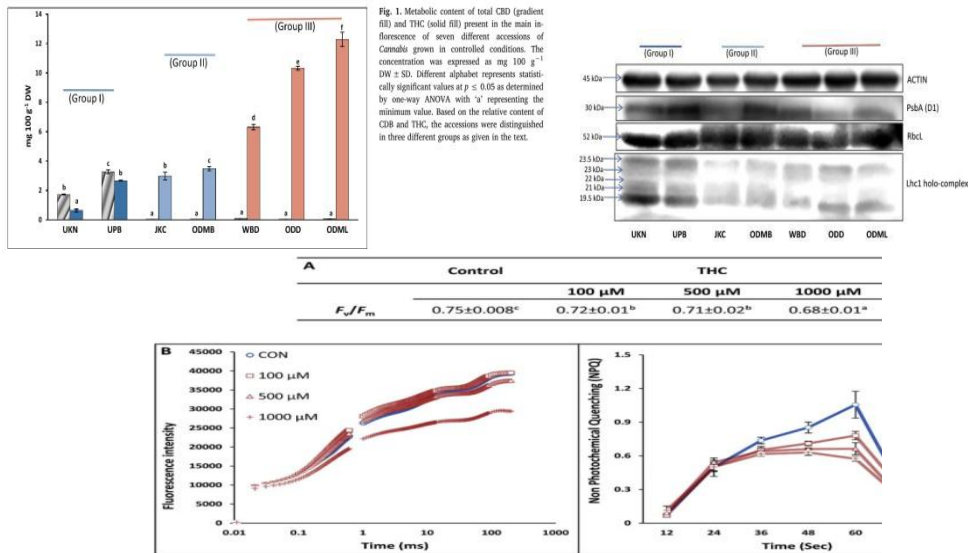 Fig. 1. Metabolic content of total CBD (gradient
fill) and THC (solid fill) present in the main in-
florescence of seven different accessions of
Cannabis grown in controlled conditions. The
concentration was expressed as mg 100 g⁻¹
DW ± SD. Different alphabet represents statisti-
cally significant values at p ≤ 0.05 as determined
by one-way ANOVA with 'a' representing the
minimum value. Based on the relative content of
CDB and THC, the accessions were distinguished
in three different groups as given in the text.
mg 100 g⁻¹ DW
14
12
10
8
6
4
2
0
(Group I)
(Group II)
(Group III)
b a
c b
a c
a c
a d
a e
a f
UKN UPB JKC ODMB WBD ODD ODML
(Group I) (Group II) (Group III)
45 kDa ACTIN
30 kDa PsbA (D1)
52 kDa RbcL
23.5 kDa
23 kDa
22 kDa
21 kDa
19.5 kDa
Lhc1 holo-complex
UKN UPB JKC ODMB WBD ODD ODML
A
Control THC
100 µM 500 µM 1000 µM
Fv/Fm 0.75±0.008ᶜ 0.72±0.01ᵇ 0.71±0.02ᵇ 0.68±0.01ᵃ
B
Fluorescence intensity
45000
40000
35000
30000
25000
20000
15000
10000
5000
0
CON
100 µM
500 µM
1000 µM
0.01 0.1 1 10 100 1000
Time (ms)
Non Photochemical Quenching (NPQ)
1.5
1.2
0.9
0.6
0.3
0
12 24 36 48 60
Time (Sec)